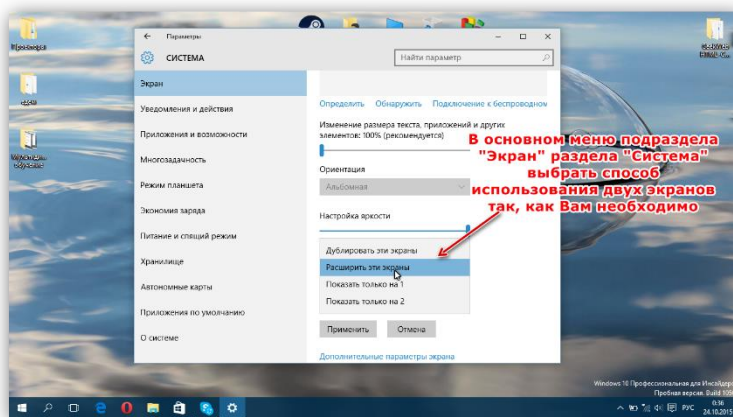 Параметры
СИСТЕМА
Найти параметр
Экран
Уведомления и действия
Приложения и возможности
Многозадачность
Режим планшета
Экономия заряда
Питание и спящий режим
Хранилище
Автономные карты
Приложения по умолчанию
О системе
Определить Обнаружить Подключение к беспроводном
Изменение размера текста, приложений и других
элементов: 100% (рекомендуется)
Ориентация
Альбомная
Настройка яркости
Дублировать эти экраны
Расширить эти экраны
Показать только на 1
Показать только на 2
Применить Отмена
Дополнительные параметры экрана
В основном меню подраздела
"Экран" раздела "Система"
выбрать способ
использования двух экранов
так, как Вам необходимо
Windows 10 Профессиональная для Инсайдеро
Пробная версия. Build 105
РУС
0:36
24.10.2015